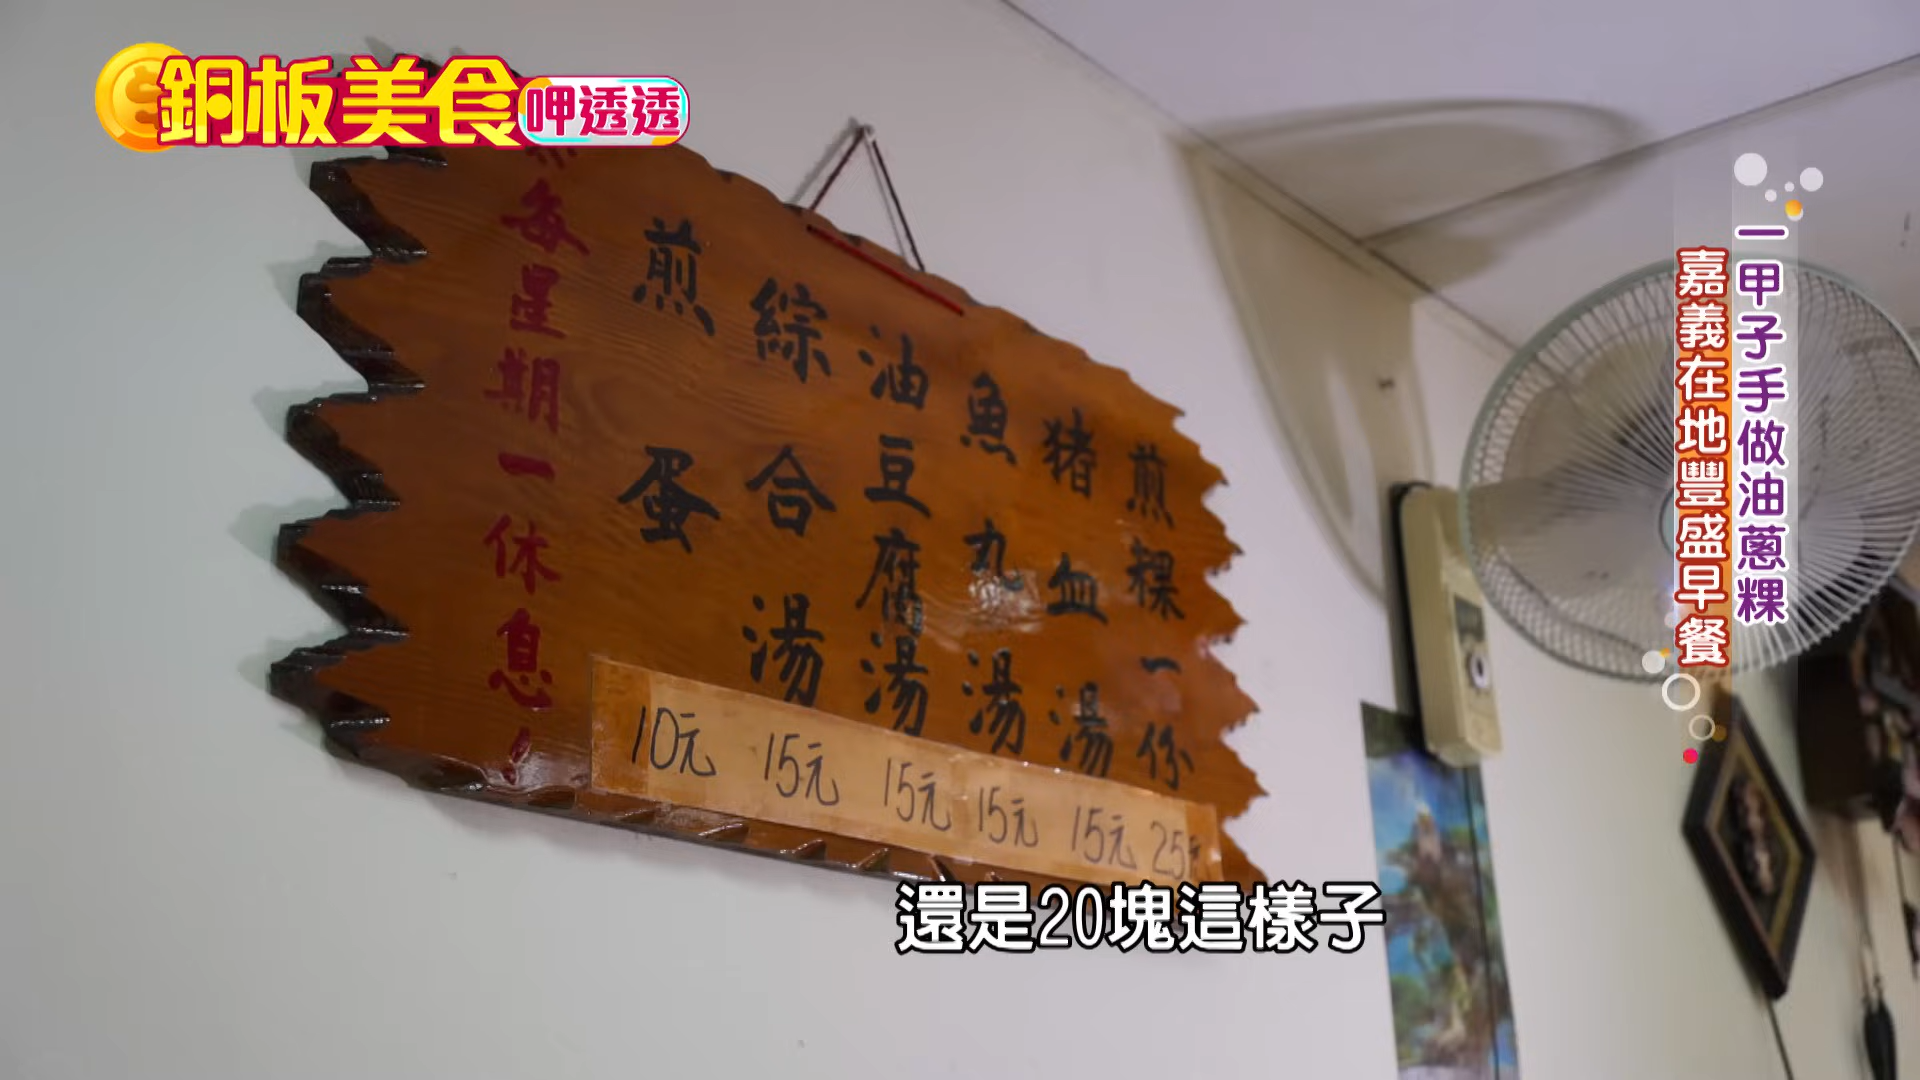 銅板美食
呷透透
一甲子手做油蔥粿
嘉義在地豐盛早餐
煎粿一份 25元
猪血湯 15元
魚丸湯 15元
油豆腐湯 15元
綜合湯 15元
煎蛋 10元
每星期一休息
還是20塊這樣子